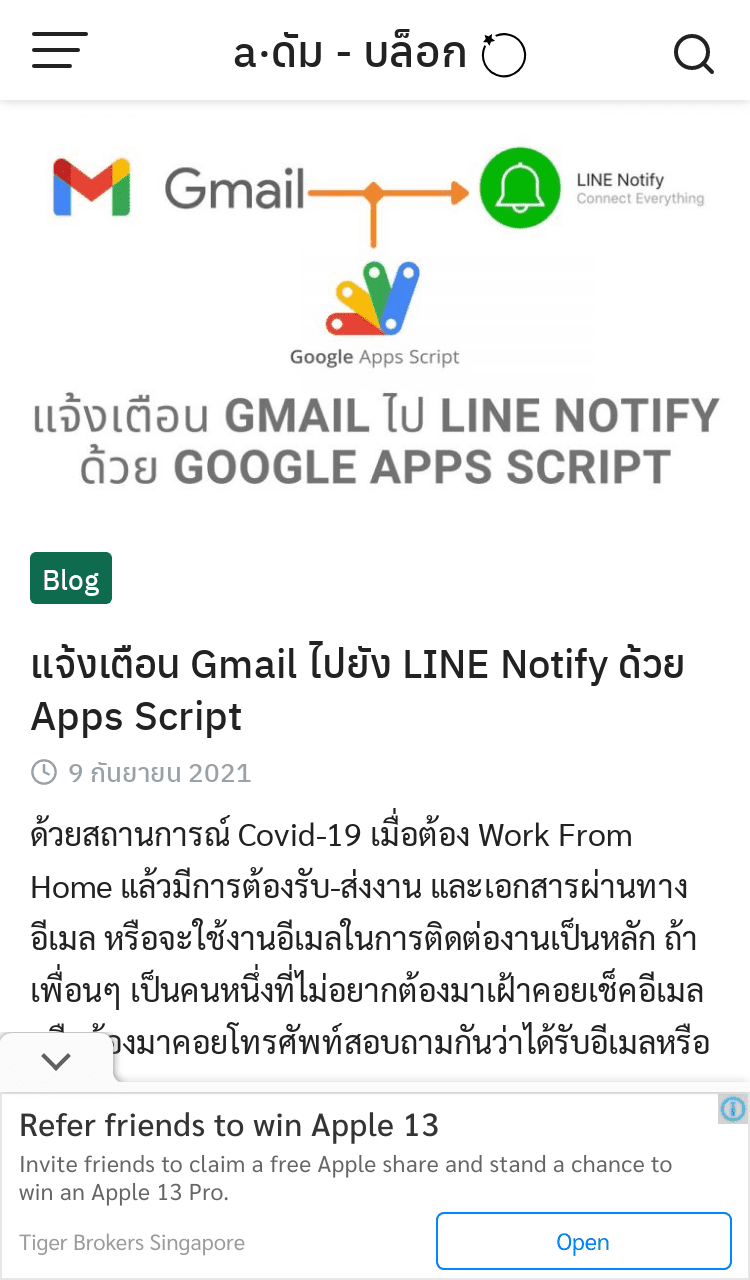 a·ดัม - บล็อก
Gmail
LINE Notify
Connect Everything
Google Apps Script
แจ้งเตือน GMAIL ไป LINE NOTIFY
ด้วย GOOGLE APPS SCRIPT
Blog
แจ้งเตือน Gmail ไปยัง LINE Notify ด้วย
Apps Script
9 กันยายน 2021
ด้วยสถานการณ์ Covid-19 เมื่อต้อง Work From
Home แล้วมีการต้องรับ-ส่งงาน และเอกสารผ่านทาง
อีเมล หรือจะใช้งานอีเมลในการติดต่องานเป็นหลัก ถ้า
เพื่อนๆ เป็นคนหนึ่งที่ไม่อยากต้องมาเฝ้าคอยเช็คอีเมล
มาคอยโทรศัพท์สอบถามกันว่าได้รับอีเมลหรือ
Refer friends to win Apple 13
Invite friends to claim a free Apple share and stand a chance to
win an Apple 13 Pro.
Tiger Brokers Singapore
Open